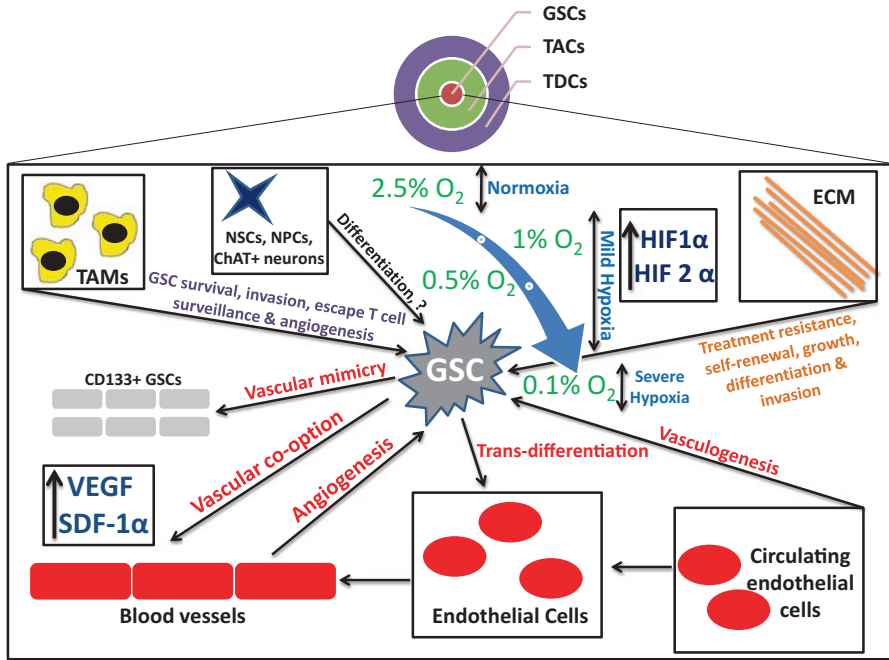 GSCs
TACs
TDCs
TAMs
NSCs, NPCs,
ChAT+ neurons
Differentiation, ?
2.5% O₂
Normoxia
1% O₂
0.5% O₂
Mild Hypoxia
HIF1α
HIF 2 α
ECM
GSC survival, invasion, escape T cell
surveillance & angiogenesis
GSC
0.1% O₂
Severe
Hypoxia
Treatment resistance,
self-renewal, growth,
differentiation &
invasion
CD133+ GSCs
Vascular mimicry
Vascular co-option
Angiogenesis
Trans-differentiation
Vasculogenesis
VEGF
SDF-1α
Blood vessels
Endothelial Cells
Circulating
endothelial
cells